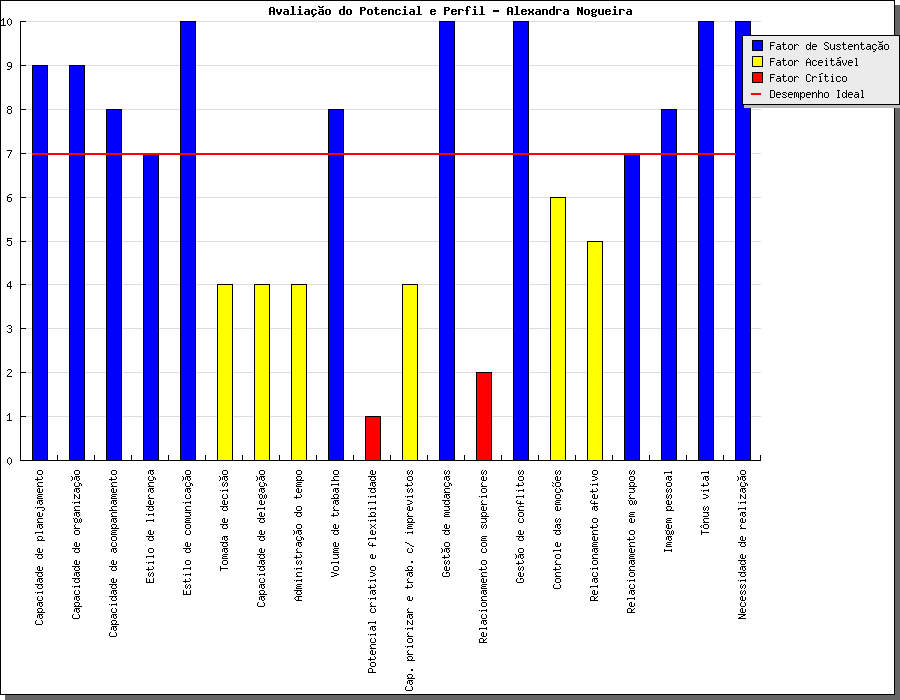 Avaliação do Potencial e Perfil - Alexandra Nogueira
10
9
8
7
6
5
4
3
2
1
0
Fator de Sustentação
Fator Aceitável
Fator Crítico
Desempenho Ideal
Capacidade de planejamento
Capacidade de organização
Capacidade de acompanhamento
Estilo de liderança
Estilo de comunicação
Tomada de decisão
Capacidade de delegação
Administração do tempo
Volume de trabalho
Potencial criativo e flexibilidade
Cap. priorizar e trab. c/ imprevistos
Gestão de mudanças
Relacionamento com superiores
Gestão de conflitos
Controle das emoções
Relacionamento afetivo
Relacionamento em grupos
Imagem pessoal
Tônus vital
Necessidade de realização